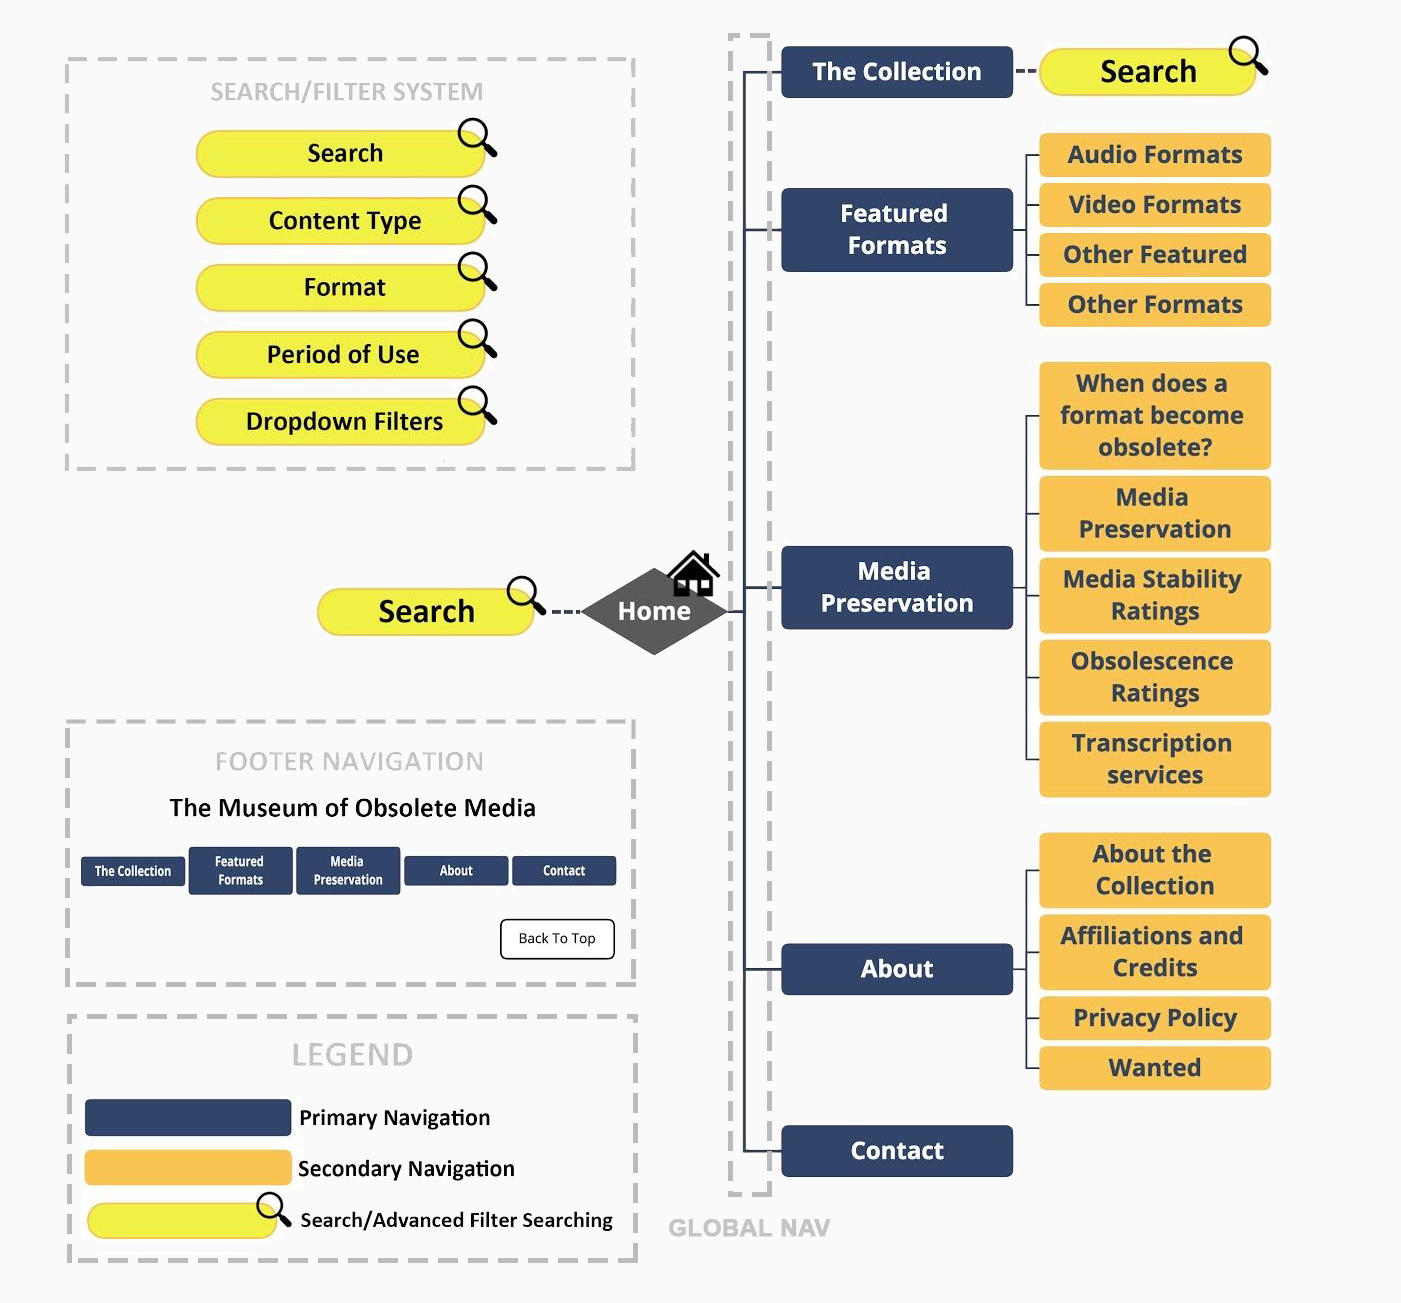 SEARCH/FILTER SYSTEM
Search
Content Type
Format
Period of Use
Dropdown Filters
Search
Home
FOOTER NAVIGATION
The Museum of Obsolete Media
The Collection
Featured
Formats
Media
Preservation
About
Contact
Back To Top
LEGEND
Primary Navigation
Secondary Navigation
Search/Advanced Filter Searching
GLOBAL NAV
The Collection
Search
Featured
Formats
Audio Formats
Video Formats
Other Featured
Other Formats
Media
Preservation
When does a
format become
obsolete?
Media
Preservation
Media Stability
Ratings
Obsolescence
Ratings
Transcription
services
About
About the
Collection
Affiliations and
Credits
Privacy Policy
Wanted
Contact